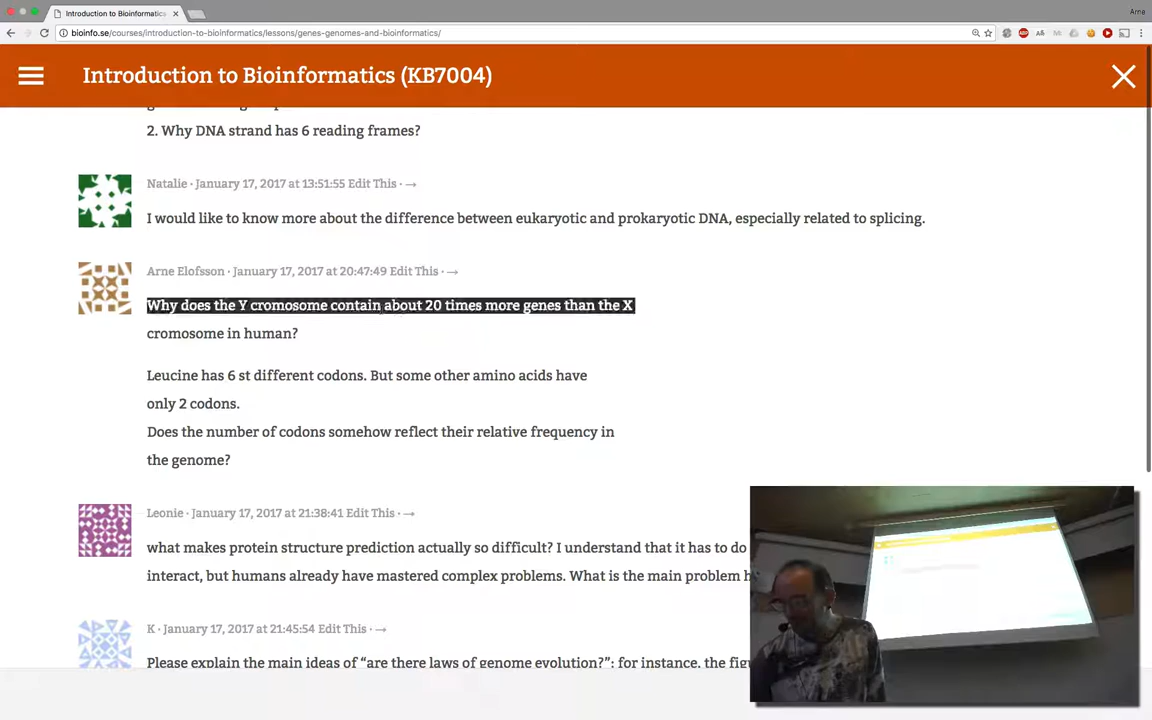 Introduction to Bioinformatics
Arne
bioinfo.se/courses/introduction-to-bioinformatics/lessons/genes-genomes-and-bioinformatics/
Introduction to Bioinformatics (KB7004)
2. Why DNA strand has 6 reading frames?
Natalie · January 17, 2017 at 13:51:55 Edit This · →
I would like to know more about the difference between eukaryotic and prokaryotic DNA, especially related to splicing.
Arne Elofsson · January 17, 2017 at 20:47:49 Edit This · →
Why does the Y cromosome contain about 20 times more genes than the X
cromosome in human?
Leucine has 6 st different codons. But some other amino acids have
only 2 codons.
Does the number of codons somehow reflect their relative frequency in
the genome?
Leonie · January 17, 2017 at 21:38:41 Edit This · →
what makes protein structure prediction actually so difficult? I understand that it has to do
interact, but humans already have mastered complex problems. What is the main problem
K · January 17, 2017 at 21:45:54 Edit This · →
Please explain the main ideas of “are there laws of genome evolution?”: for instance, the